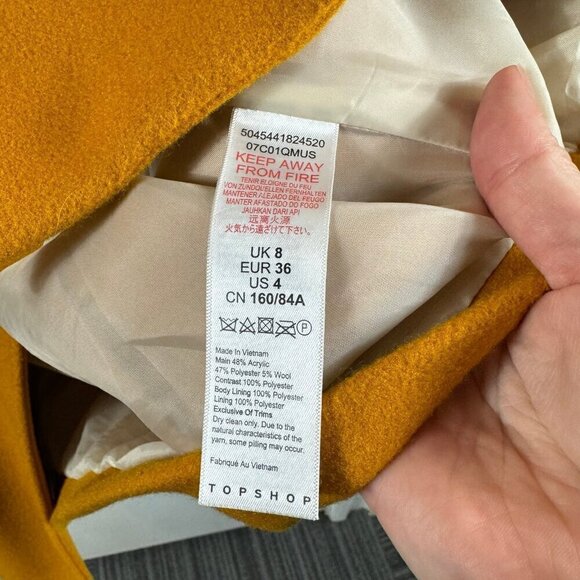 5045441824520
07C01QMUS
KEEP AWAY
FROM FIRE
TENIR ELOIGNE DU FEU
VON ZUNDQUELLEN FERNHALTEN
MANTENER ALEJADO DEL FEUGO
MANTER AFASTADO DO FOGO
JAUHKAN DARI API
远离火源
火気から遠ざけて下さい。
UK 8
EUR 36
US 4
CN 160/84A
P
Made In Vietnam
Main 48% Acrylic
47% Polyester 5% Wool
Contrast 100% Polyester
Body Lining 100% Polyester
Lining 100% Polyester
Exclusive Of Trims
Dry clean only. Due to the
natural characteristics of the
yarn, some pilling may occur.
Fabriqué Au Vietnam
TOPSHOP